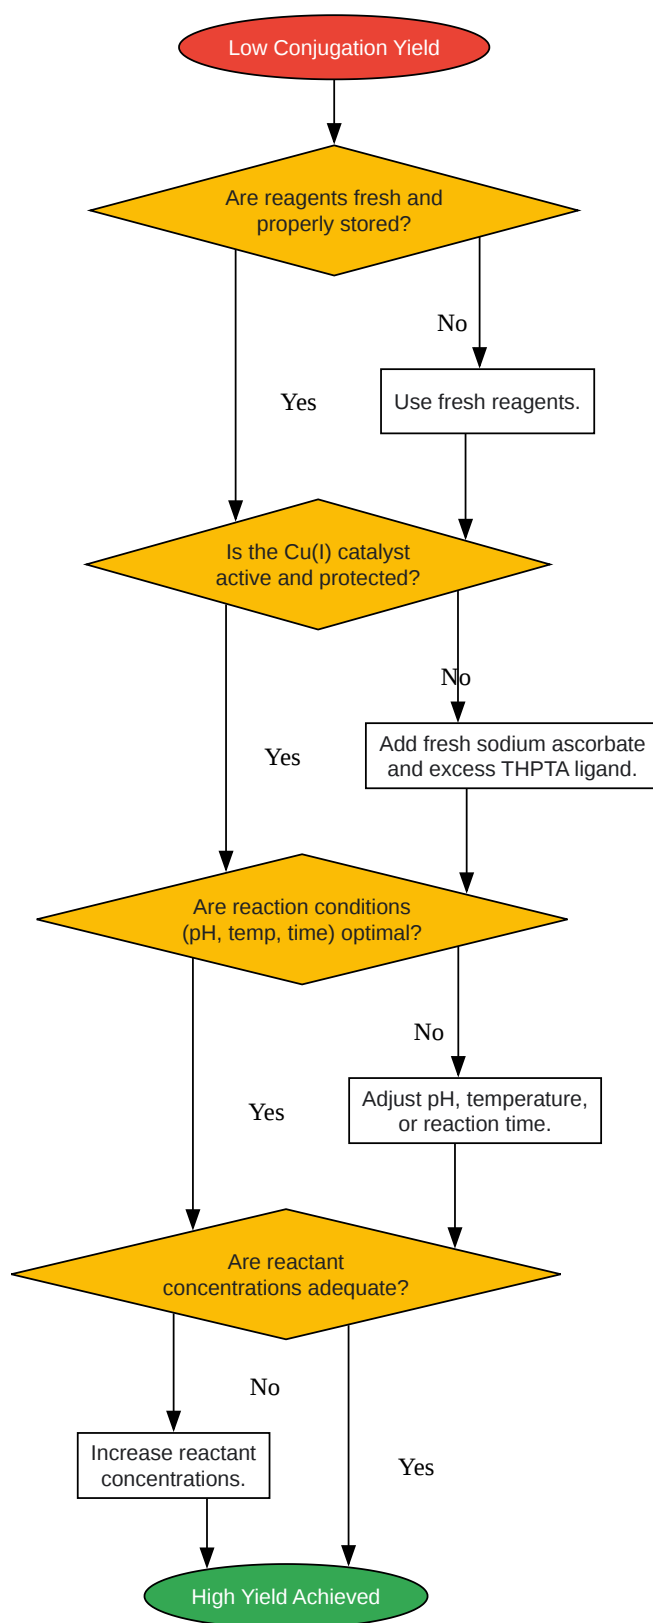 Low Conjugation Yield
Are reagents fresh and
properly stored?
No
Yes
Use fresh reagents.
Is the Cu(I) catalyst
active and protected?
No
Yes
Add fresh sodium ascorbate
and excess THPTA ligand.
Are reaction conditions
(pH, temp, time) optimal?
No
Yes
Adjust pH, temperature,
or reaction time.
Are reactant
concentrations adequate?
No
Yes
Increase reactant
concentrations.
High Yield Achieved